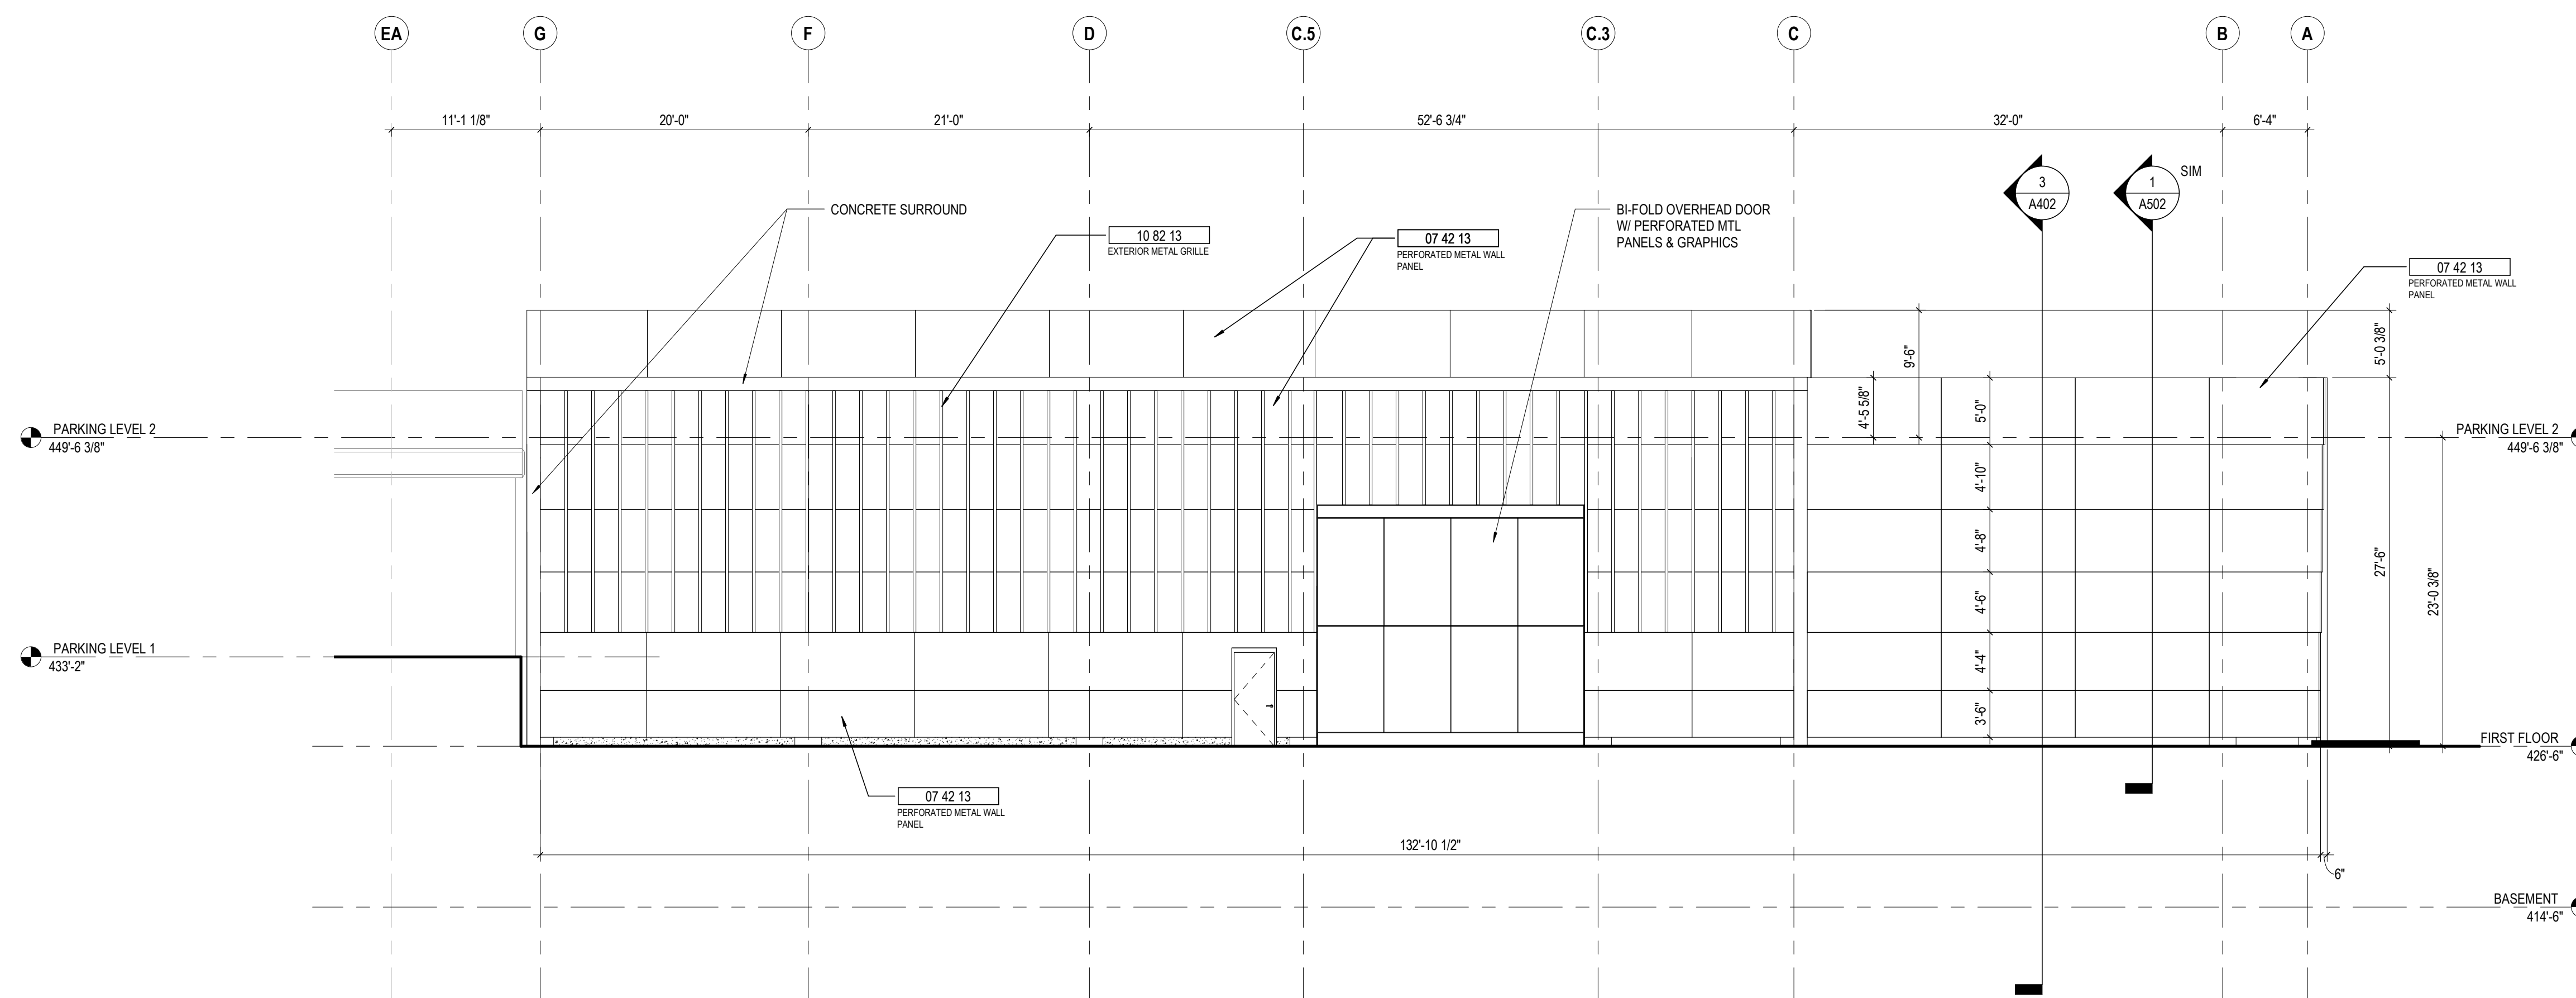 EA
G
F
D
C.5
C.3
C
B
A
11'-1 1/8"
20'-0"
21'-0"
52'-6 3/4"
32'-0"
6'-4"
3
A402
1
A502
SIM
CONCRETE SURROUND
10 82 13
EXTERIOR METAL GRILLE
07 42 13
PERFORATED METAL WALL
PANEL
BI-FOLD OVERHEAD DOOR
W/ PERFORATED MTL
PANELS & GRAPHICS
07 42 13
PERFORATED METAL WALL
PANEL
9'-6"
5'-0 3/8"
4'-5 5/8"
5'-0"
PARKING LEVEL 2
449'-6 3/8"
PARKING LEVEL 2
449'-6 3/8"
4'-10"
4'-8"
27'-6"
4'-6"
23'-0 3/8"
PARKING LEVEL 1
433'-2"
4'-4"
3'-6"
FIRST FLOOR
426'-6"
07 42 13
PERFORATED METAL WALL
PANEL
132'-10 1/2"
6"
BASEMENT
414'-6"